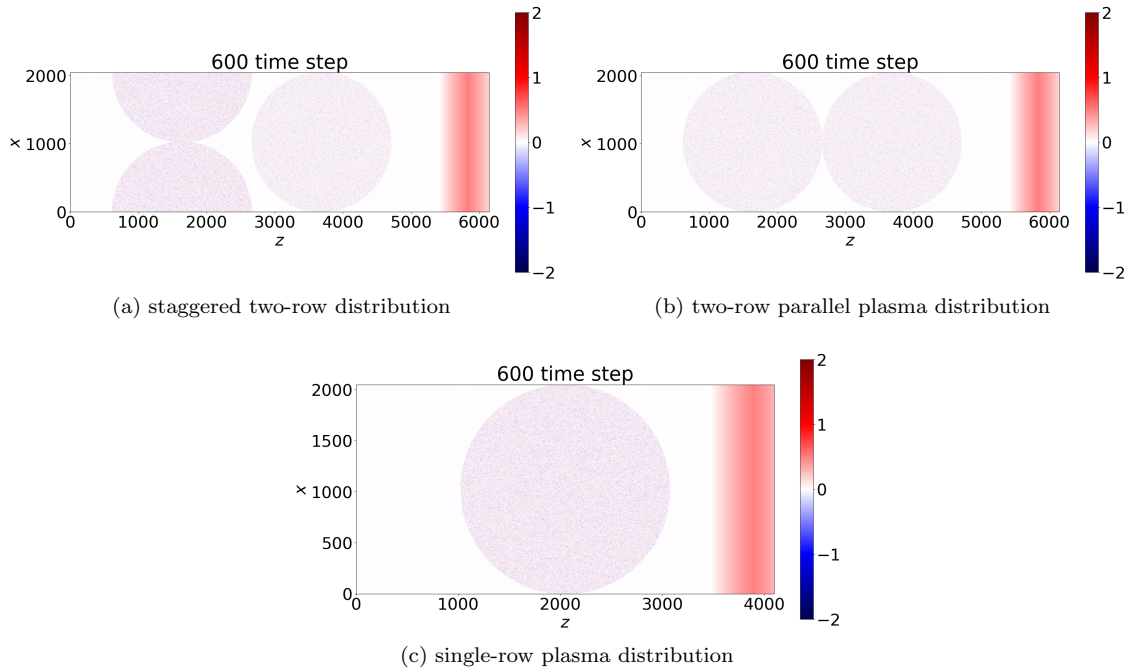 600 time step
2000
1000
0
x
0 1000 2000 3000 4000 5000 6000
z
2
1
0
−1
−2
(a) staggered two-row distribution
600 time step
2000
1000
0
x
0 1000 2000 3000 4000 5000 6000
z
2
1
0
−1
−2
(b) two-row parallel plasma distribution
600 time step
2000
1500
1000
500
0
x
0 1000 2000 3000 4000
z
2
1
0
−1
−2
(c) single-row plasma distribution